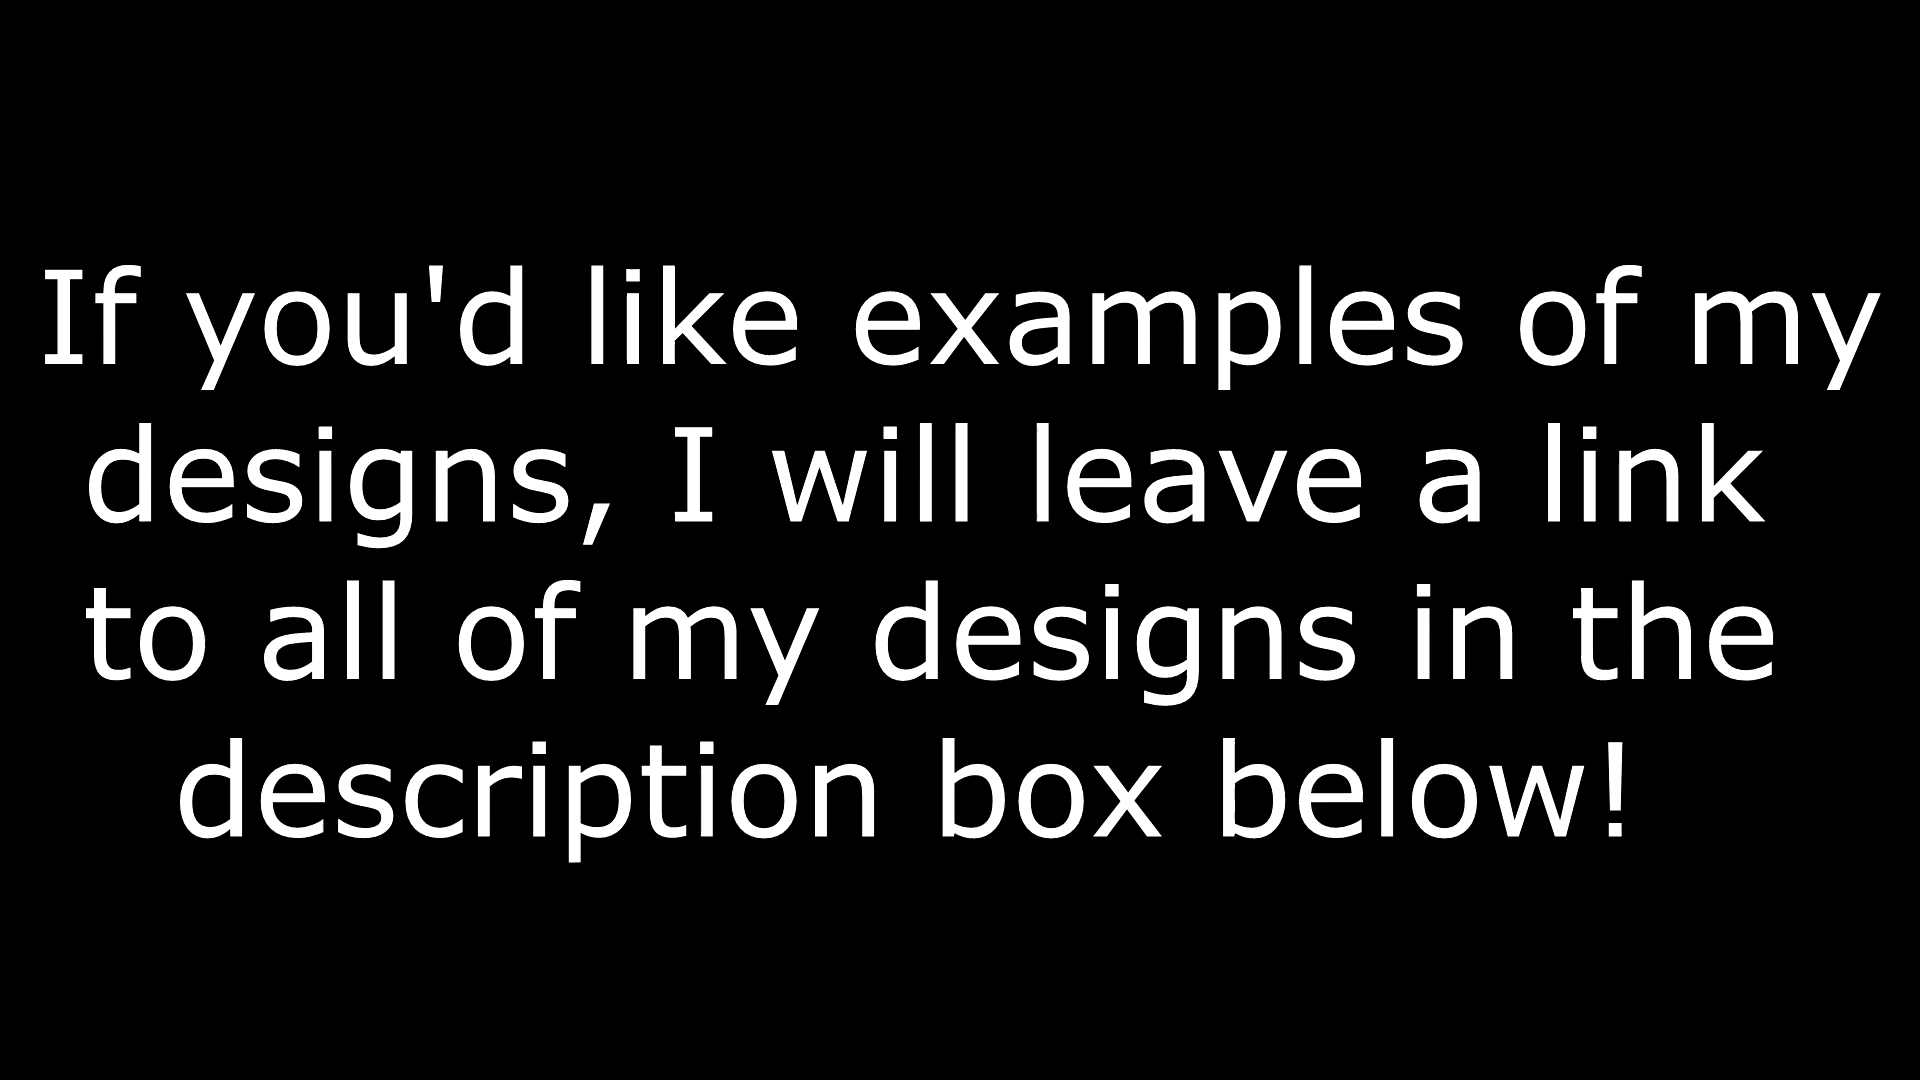 If you'd like examples of my
designs, I will leave a link
to all of my designs in the
description box below!